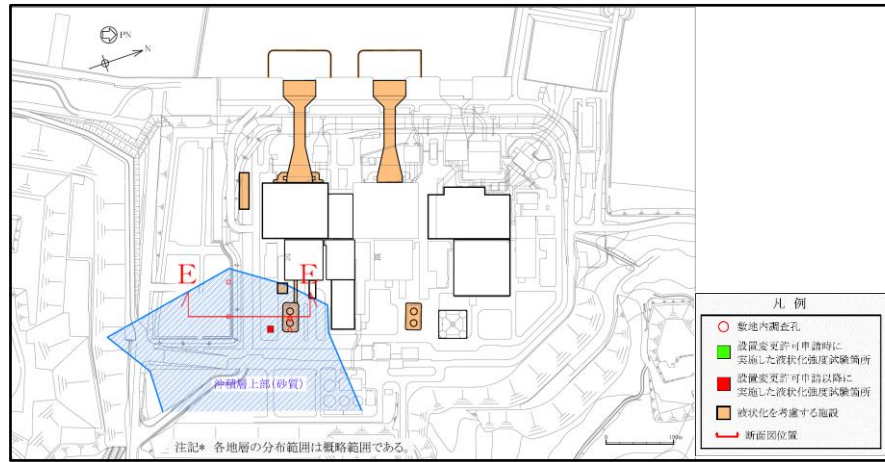 PN
N
E E
沖積層上部(砂質)
注記* 各地層の分布範囲は概略範囲である。
0 100m
凡 例
敷地内調査孔
設置変更許可申請時に
実施した液状化強度試験箇所
設置変更許可申請以降に
実施した液状化強度試験箇所
液状化を考慮する施設
断面図位置